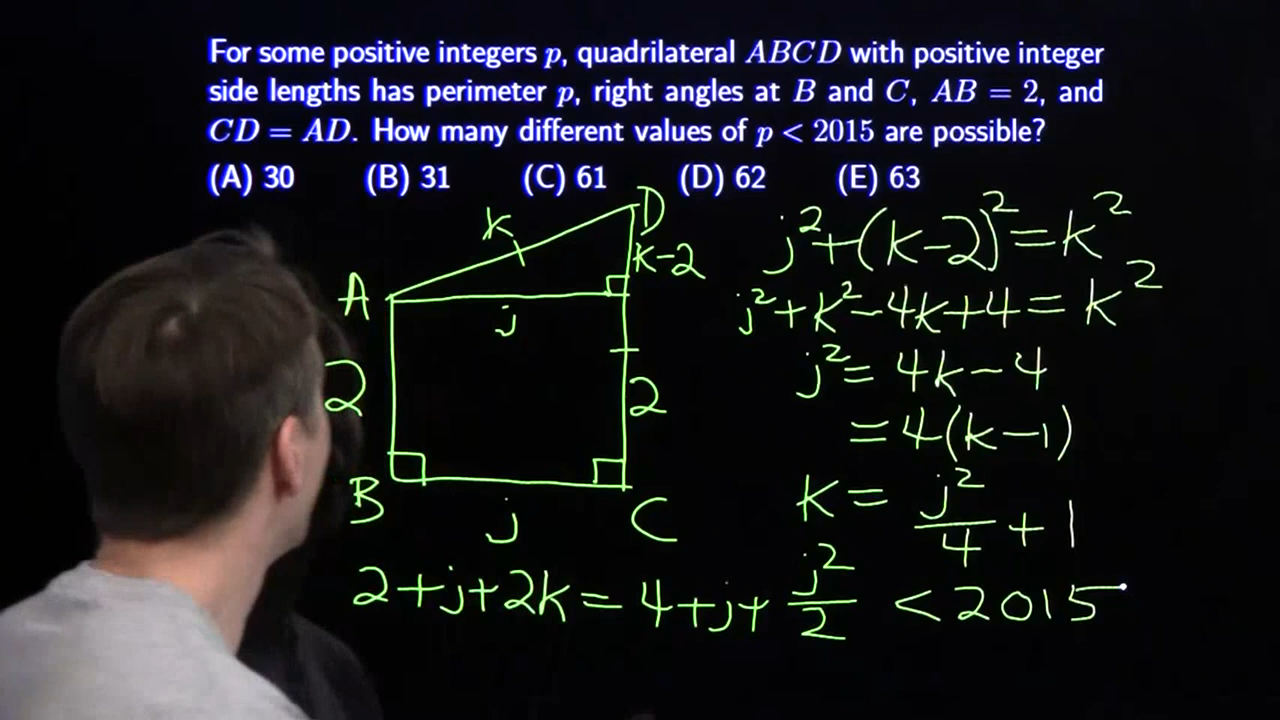 For some positive integers p, quadrilateral ABCD with positive integer
side lengths has perimeter p, right angles at B and C, AB = 2, and
CD = AD. How many different values of p < 2015 are possible?
(A) 30 (B) 31 (C) 61 (D) 62 (E) 63
D
k
k-2
A
j
2
2
B
j
C
j²+(k-2)²=k²
j²+k²-4k+4=k²
j²=4k-4
=4(k-1)
k=j²/4+1
2+j+2k=4+j+j²/2<2015